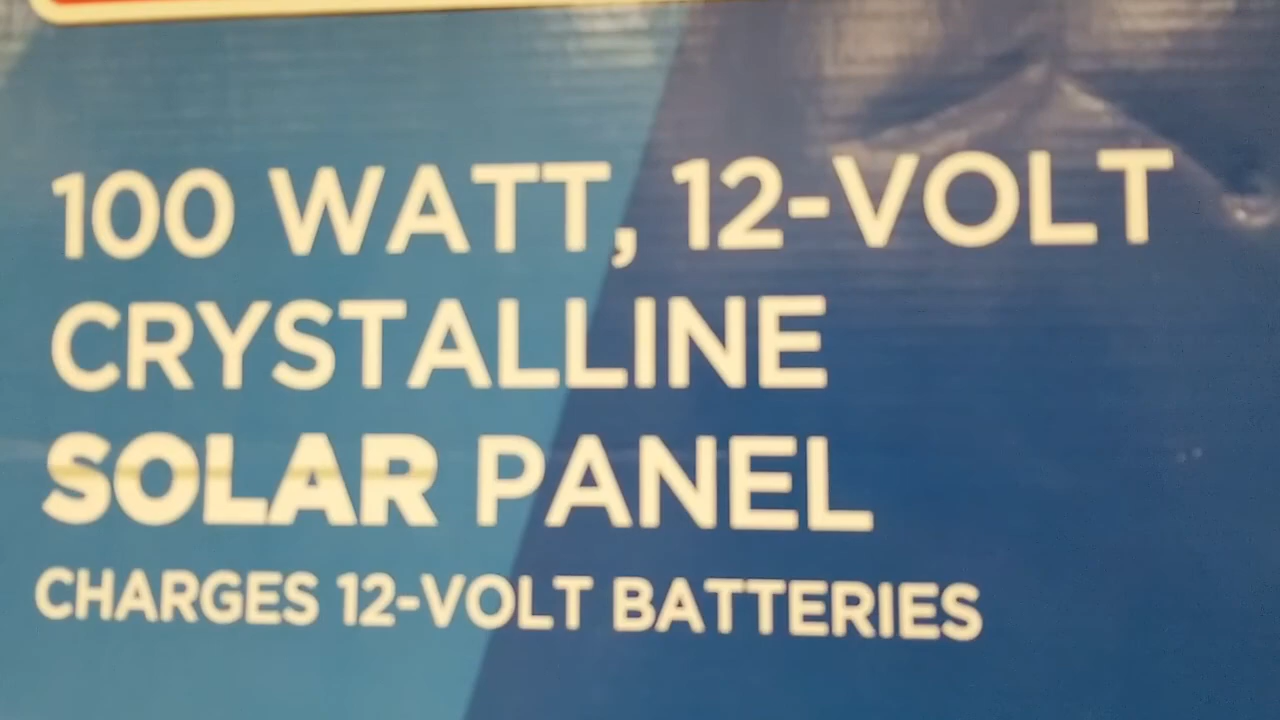 100 WATT, 12-VOLT
CRYSTALLINE
SOLAR PANEL
CHARGES 12-VOLT BATTERIES